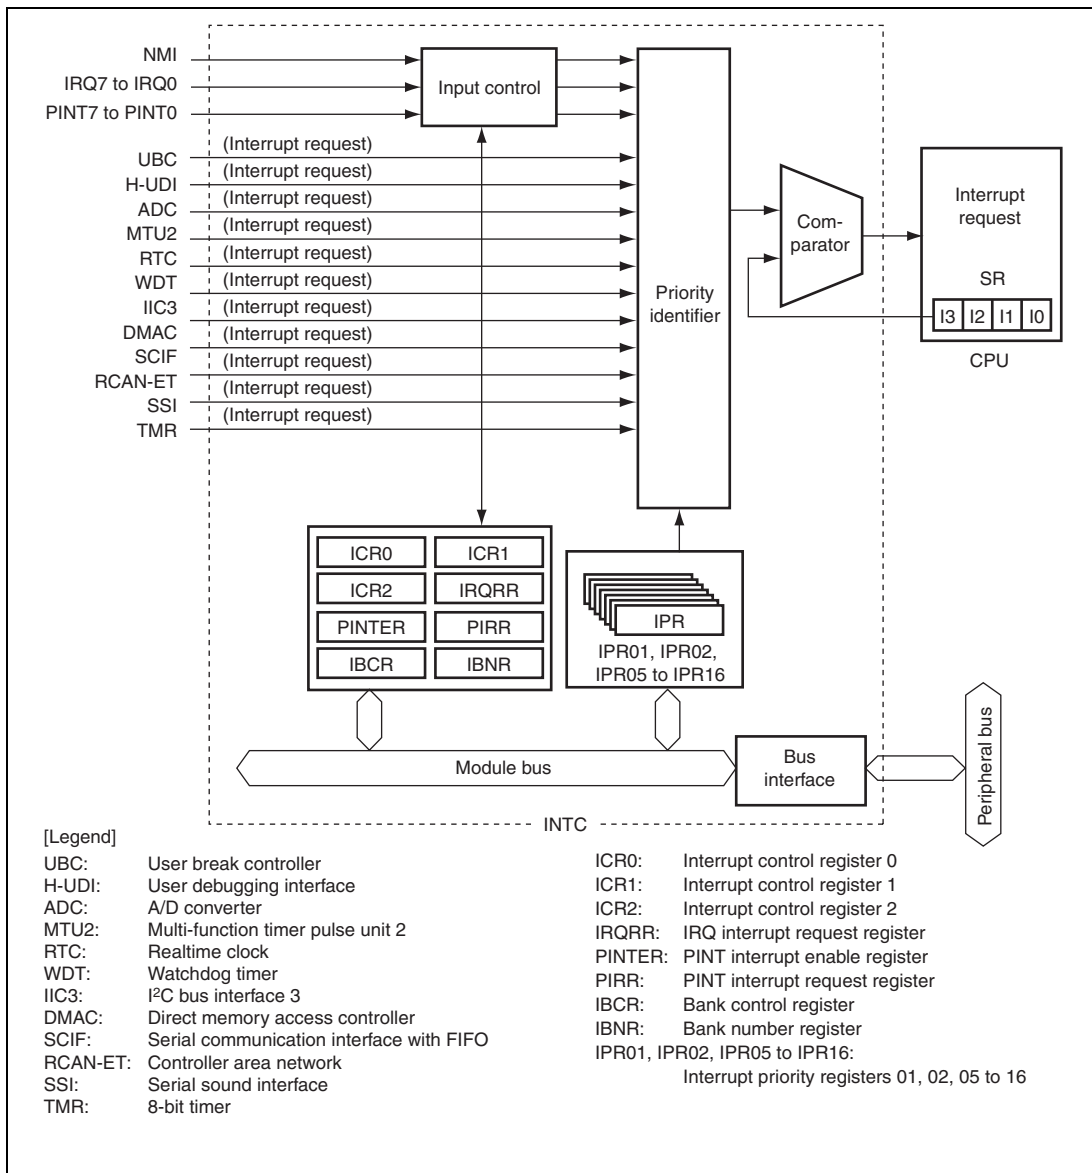 NMI
IRQ7 to IRQ0
PINT7 to PINT0
Input control
UBC
(Interrupt request)
H-UDI
(Interrupt request)
ADC
(Interrupt request)
MTU2
(Interrupt request)
RTC
(Interrupt request)
WDT
(Interrupt request)
IIC3
(Interrupt request)
DMAC
(Interrupt request)
SCIF
(Interrupt request)
RCAN-ET
(Interrupt request)
SSI
(Interrupt request)
TMR
Priority
identifier
Com-
parator
Interrupt
request
SR
I3 I2 I1 I0
CPU
ICR0 ICR1
ICR2 IRQRR
PINTER PIRR
IBCR IBNR
IPR
IPR01, IPR02,
IPR05 to IPR16
Module bus
Bus
interface
Peripheral bus
INTC
[Legend]
UBC: User break controller
H-UDI: User debugging interface
ADC: A/D converter
MTU2: Multi-function timer pulse unit 2
RTC: Realtime clock
WDT: Watchdog timer
IIC3: I²C bus interface 3
DMAC: Direct memory access controller
SCIF: Serial communication interface with FIFO
RCAN-ET: Controller area network
SSI: Serial sound interface
TMR: 8-bit timer
ICR0: Interrupt control register 0
ICR1: Interrupt control register 1
ICR2: Interrupt control register 2
IRQRR: IRQ interrupt request register
PINTER: PINT interrupt enable register
PIRR: PINT interrupt request register
IBCR: Bank control register
IBNR: Bank number register
IPR01, IPR02, IPR05 to IPR16:
Interrupt priority registers 01, 02, 05 to 16